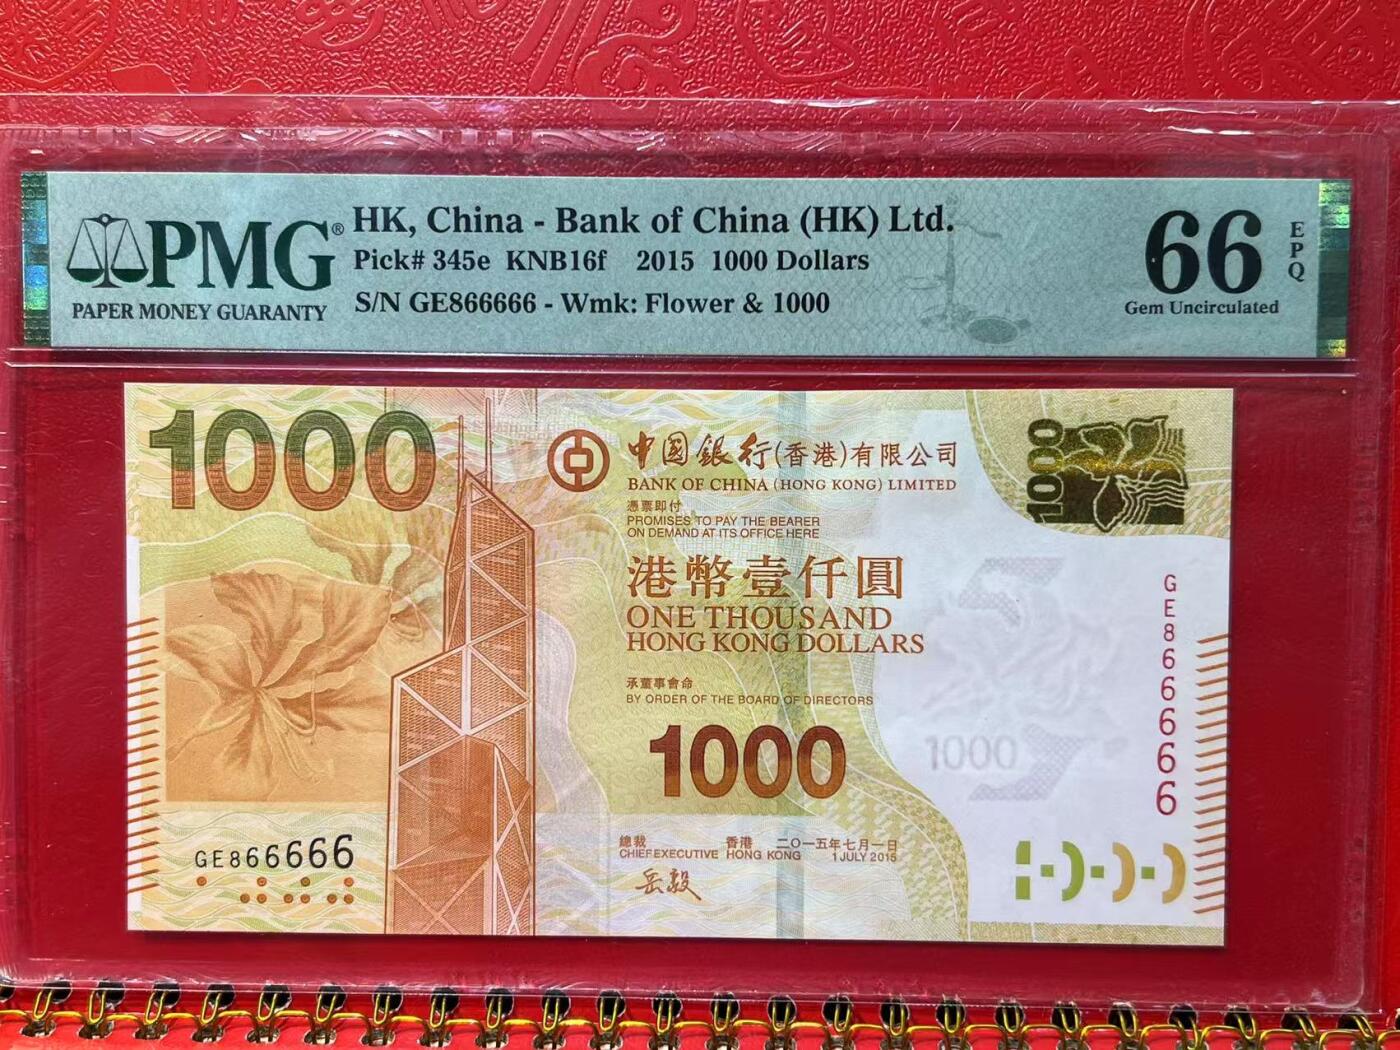 PMG®
PAPER MONEY GUARANTY
HK, China - Bank of China (HK) Ltd.
Pick# 345e KNB16f 2015 1000 Dollars
S/N GE866666 - Wmk: Flower & 1000
66
EPQ
Gem Uncirculated
1000
中國銀行(香港)有限公司
BANK OF CHINA (HONG KONG) LIMITED
憑票即付
PROMISES TO PAY THE BEARER
ON DEMAND AT ITS OFFICE HERE
港幣壹仟圓
ONE THOUSAND
HONG KONG DOLLARS
承董事會命
BY ORDER OF THE BOARD OF DIRECTORS
1000
總裁 香港 二〇一五年七月一日
CHIEF EXECUTIVE HONG KONG 1 JULY 2015
岳毅
1000
1000
GE866666
GE866666